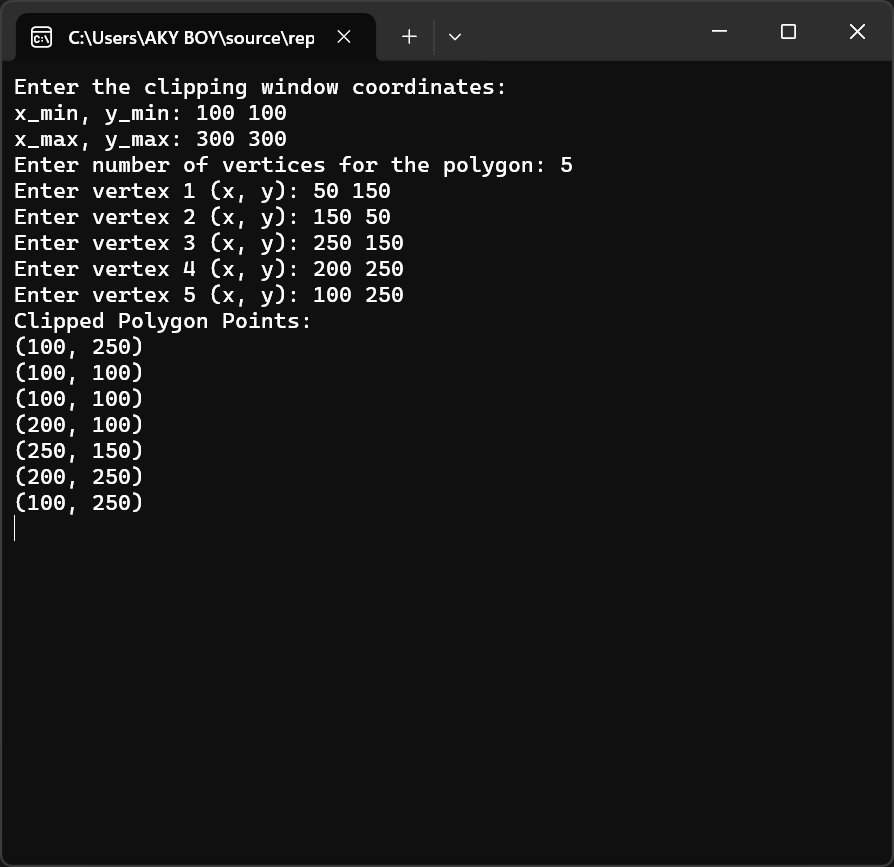 C:\Users\AKY BOY\source\rep
Enter the clipping window coordinates:
x_min, y_min: 100 100
x_max, y_max: 300 300
Enter number of vertices for the polygon: 5
Enter vertex 1 (x, y): 50 150
Enter vertex 2 (x, y): 150 50
Enter vertex 3 (x, y): 250 150
Enter vertex 4 (x, y): 200 250
Enter vertex 5 (x, y): 100 250
Clipped Polygon Points:
(100, 250)
(100, 100)
(100, 100)
(200, 100)
(250, 150)
(200, 250)
(100, 250)